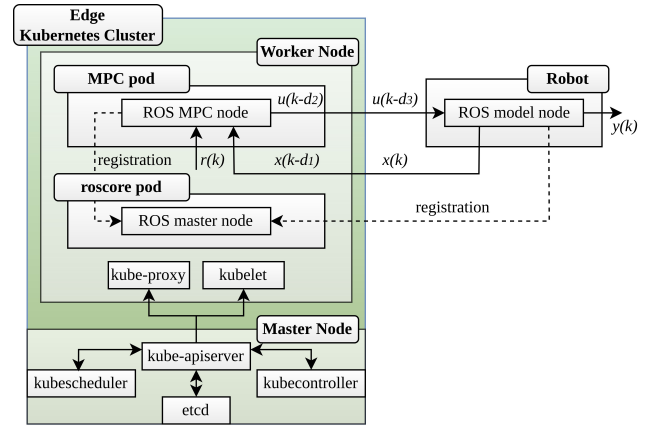 Edge
Kubernetes Cluster
Worker Node
MPC pod
Robot
u(k-d2)
u(k-d3)
ROS MPC node
ROS model node
y(k)
registration
r(k)
x(k-d1)
x(k)
roscore pod
registration
ROS master node
kube-proxy
kubelet
Master Node
kube-apiserver
kubescheduler
kubecontroller
etcd